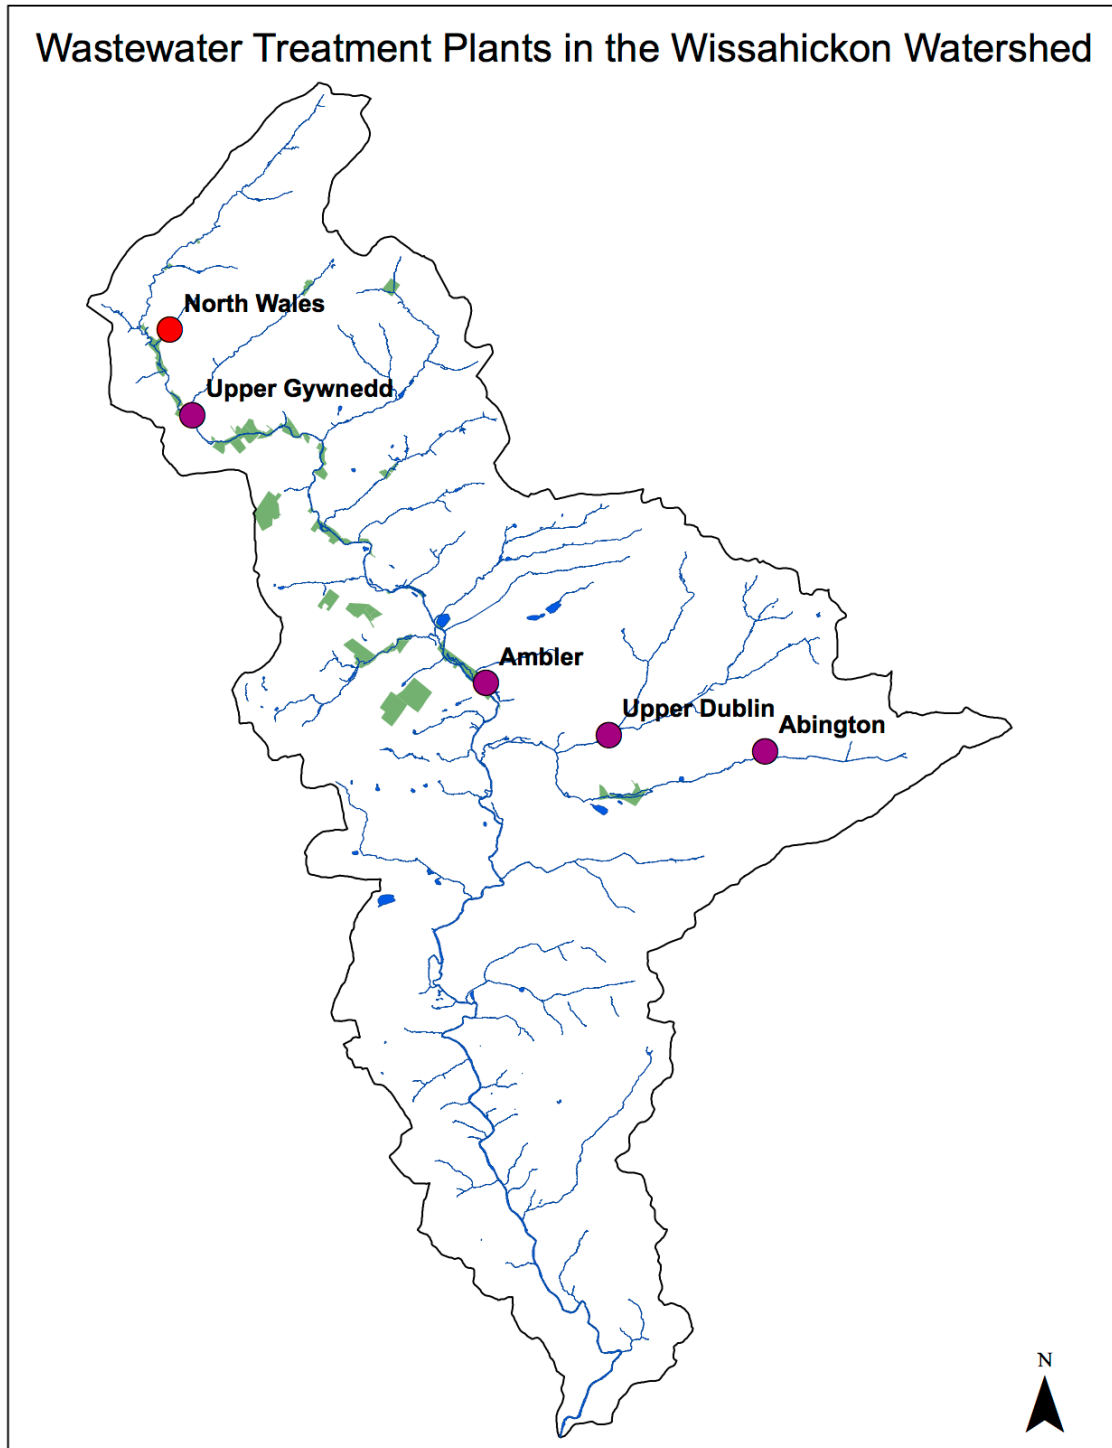 Wastewater Treatment Plants in the Wissahickon Watershed
North Wales
Upper Gywnedd
Ambler
Upper Dublin
Abington
N